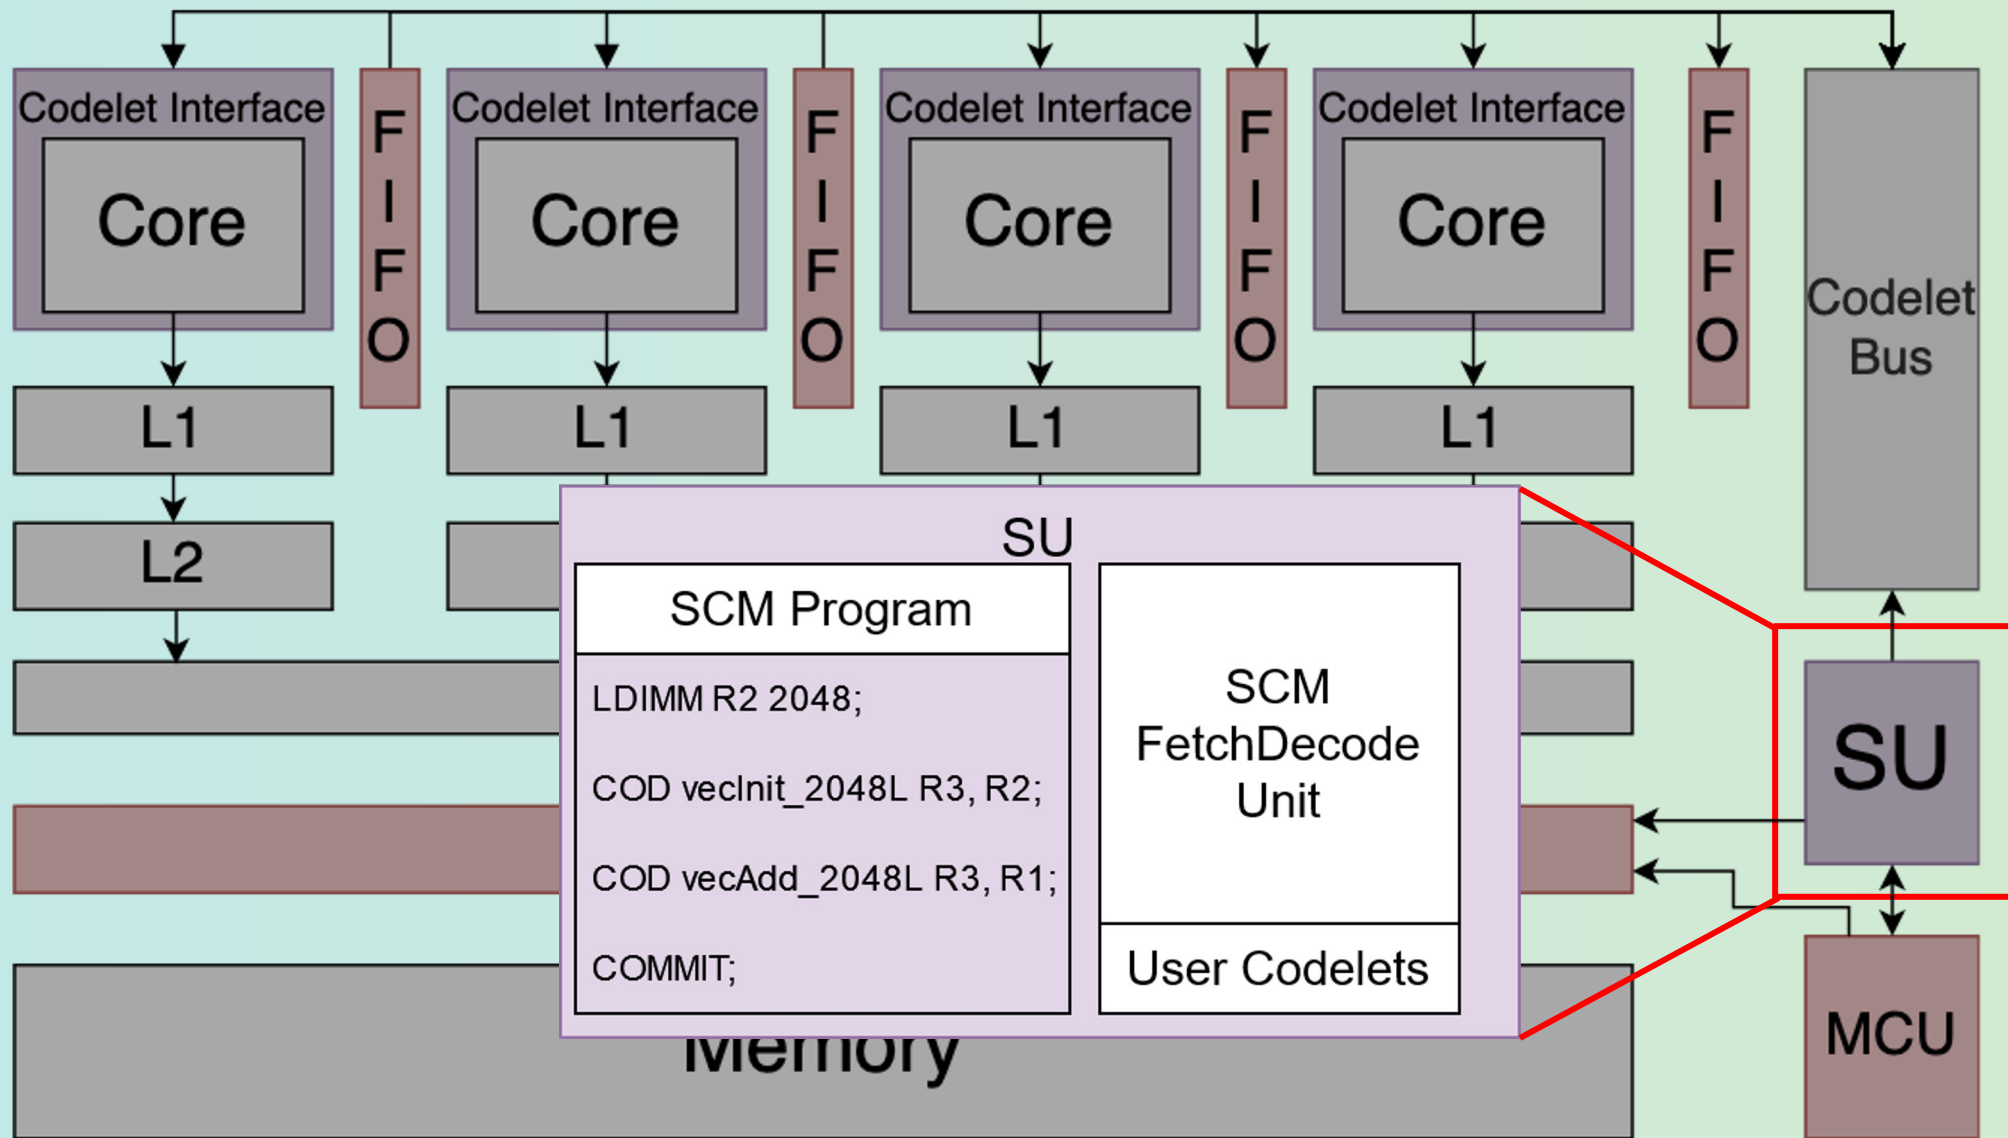 Codelet Interface
Core
F
I
F
O
Codelet Interface
Core
F
I
F
O
Codelet Interface
Core
F
I
F
O
Codelet Interface
Core
F
I
F
O
Codelet
Bus
L1
L1
L1
L1
L2
SU
SCM Program
LDIMM R2 2048;
COD vecInit_2048L R3, R2;
COD vecAdd_2048L R3, R1;
COMMIT;
SCM
FetchDecode
Unit
User Codelets
SU
Memory
MCU